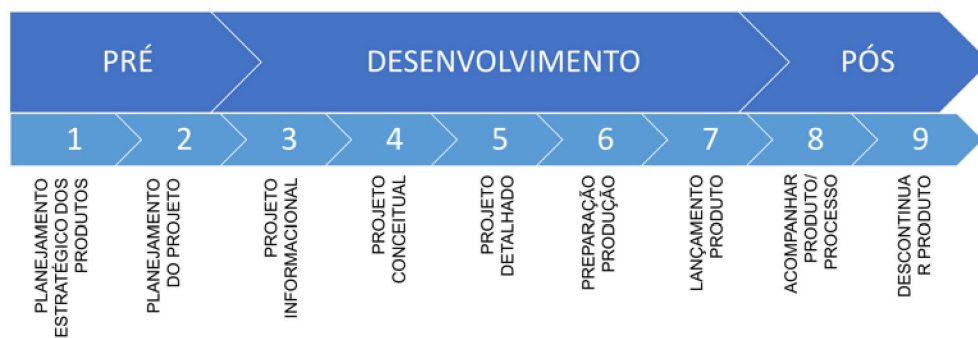 PRÉ
DESENVOLVIMENTO
PÓS
1
2
3
4
5
6
7
8
9
PLANEJAMENTO
ESTRATÉGICO DOS
PRODUTOS
PLANEJAMENTO
DO PROJETO
PROJETO
INFORMACIONAL
PROJETO
CONCEITUAL
PROJETO
DETALHADO
PREPARAÇÃO
PRODUÇÃO
LANÇAMENTO
PRODUTO
ACOMPANHAR
PRODUTO/
PROCESSO
DESCONTINUA
R PRODUTO